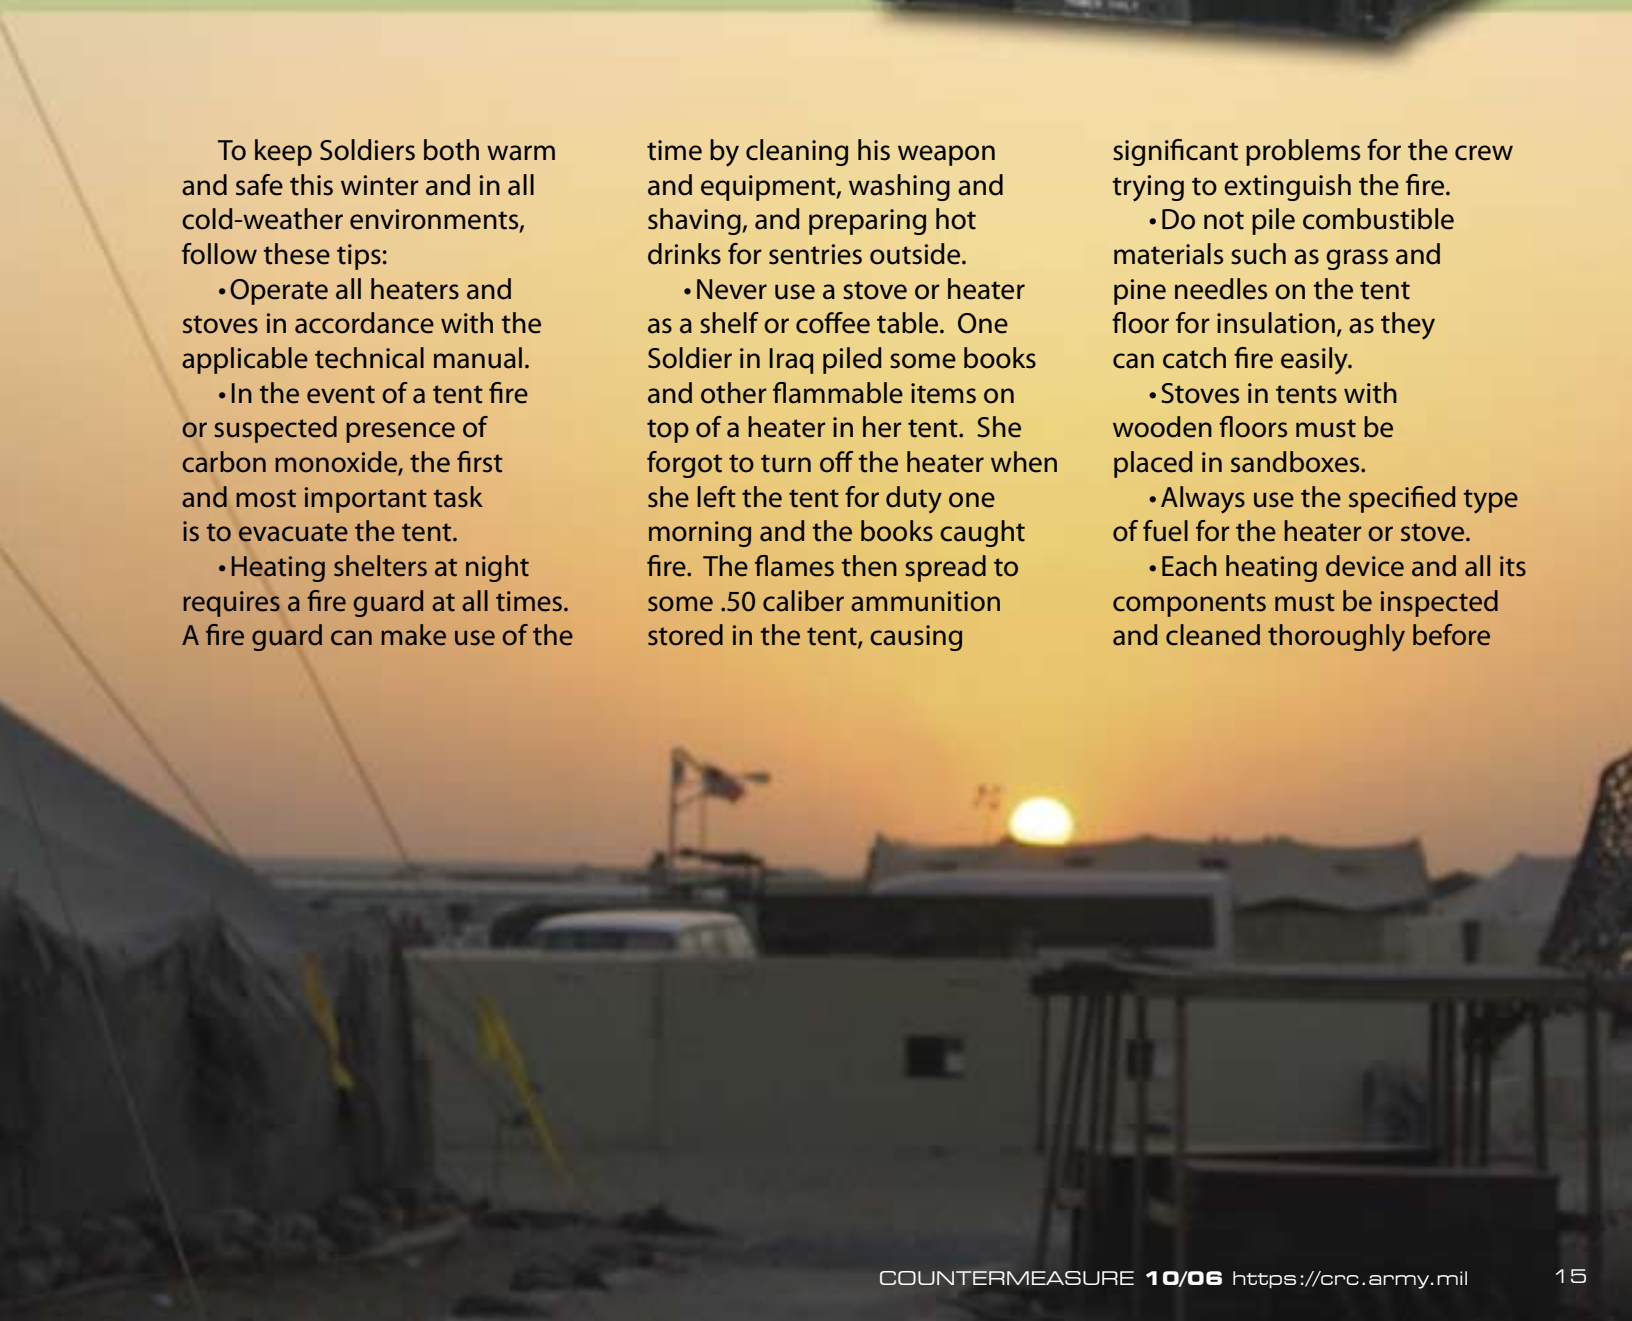 To keep Soldiers both warm
and safe this winter and in all
cold-weather environments,
follow these tips:
•Operate all heaters and
stoves in accordance with the
applicable technical manual.
•In the event of a tent fire
or suspected presence of
carbon monoxide, the first
and most important task
is to evacuate the tent.
•Heating shelters at night
requires a fire guard at all times.
A fire guard can make use of the
time by cleaning his weapon
and equipment, washing and
shaving, and preparing hot
drinks for sentries outside.
•Never use a stove or heater
as a shelf or coffee table.  One
Soldier in Iraq piled some books
and other flammable items on
top of a heater in her tent.  She
forgot to turn off the heater when
she left the tent for duty one
morning and the books caught
fire.  The flames then spread to
some .50 caliber ammunition
stored in the tent, causing
significant problems for the crew
trying to extinguish the fire.
•Do not pile combustible
materials such as grass and
pine needles on the tent
floor for insulation, as they
can catch fire easily.
•Stoves in tents with
wooden floors must be
placed in sandboxes.
•Always use the specified type
of fuel for the heater or stove.
•Each heating device and all its
components must be inspected
and cleaned thoroughly before
COUNTERMEASURE 10/06 https://crc.army.mil 15